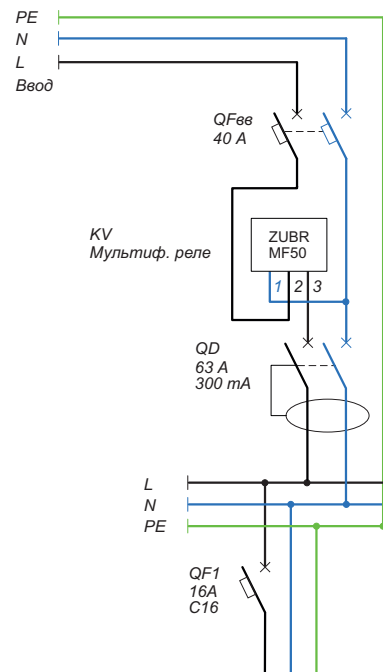 PE
N
L
Ввод
QFвв
40 А
KV
Мультиф. реле
ZUBR
MF50
1 2 3
QD
63 А
300 mA
L
N
PE
QF1
16А
C16